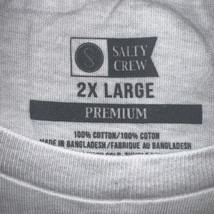 S
SALTY
CREW
2X LARGE
PREMIUM
100% COTTON/100% COTON
MADE IN BANGLADESH/FABRIQUE AU BANGLADESH